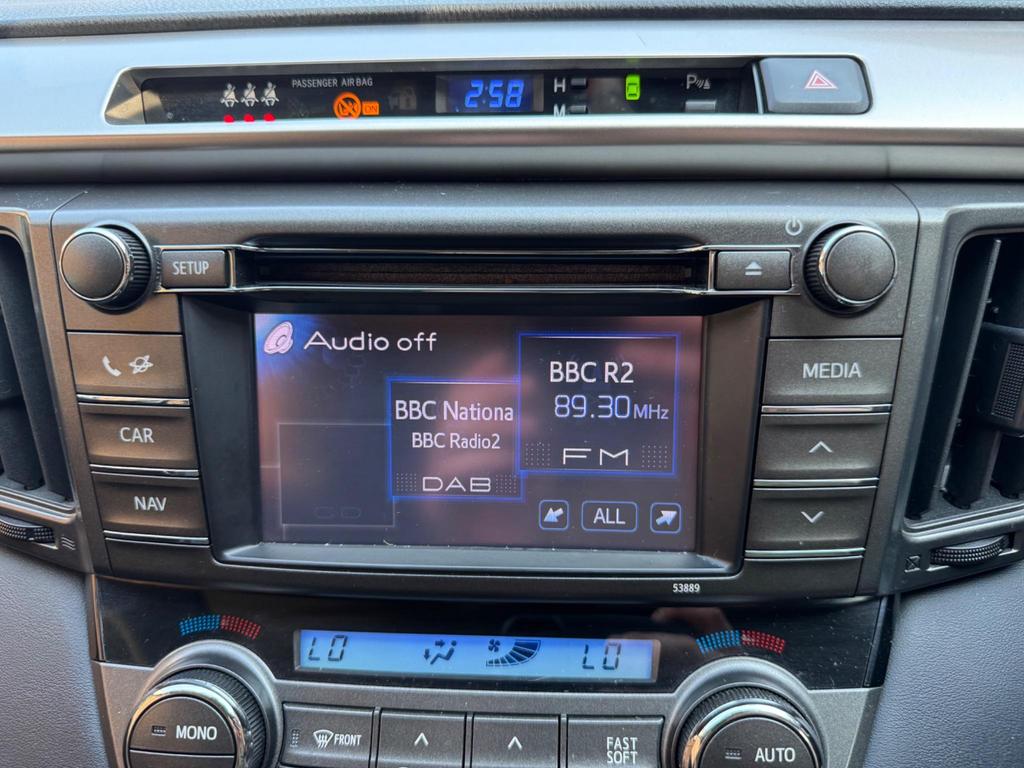 PASSENGER AIR BAG
ON
2:58
H
M
P
SETUP
Audio off
BBC R2
89.30MHz
FM
BBC Nationa
BBC Radio2
DAB
CD
ALL
CAR
NAV
MEDIA
53889
LO
LO
MONO
FRONT
FAST
SOFT
AUTO